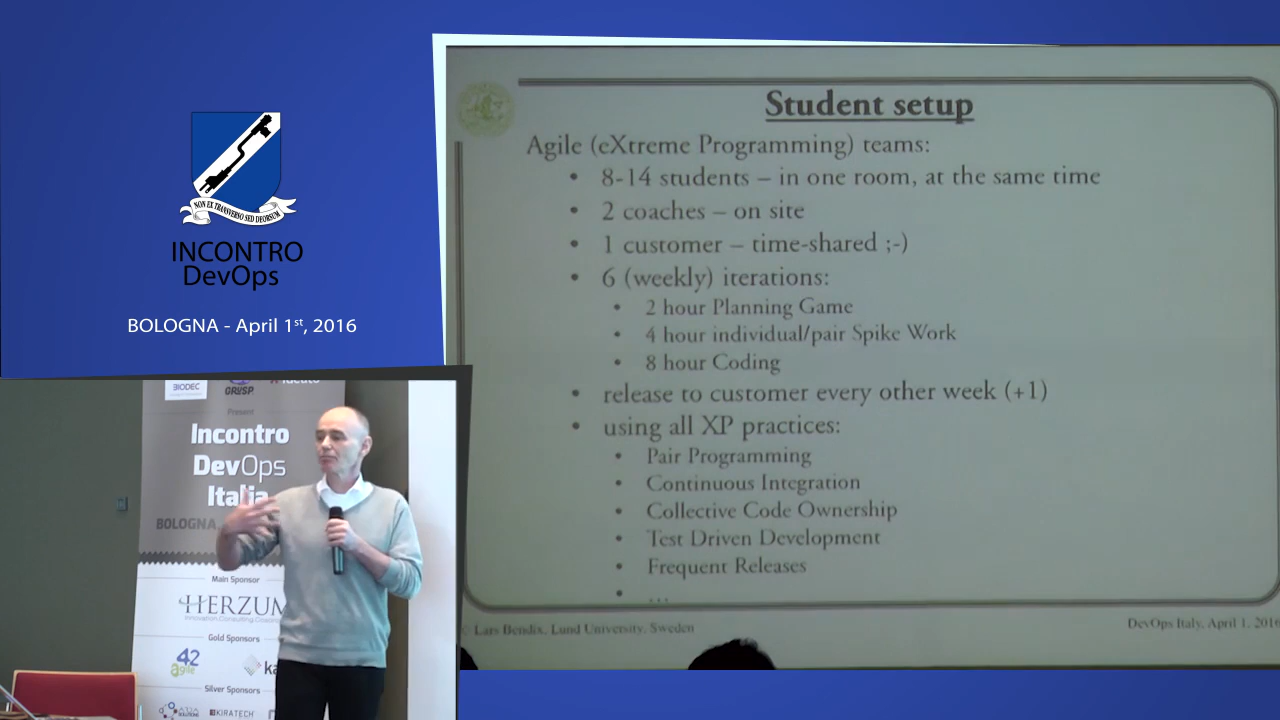 NON EX TRANSVERSO SED DEORSUM
INCONTRO
DevOps
BOLOGNA - April 1st, 2016
Student setup
Agile (eXtreme Programming) teams:
• 8-14 students – in one room, at the same time
• 2 coaches – on site
• 1 customer – time-shared ;-)
• 6 (weekly) iterations:
• 2 hour Planning Game
• 4 hour individual/pair Spike Work
• 8 hour Coding
• release to customer every other week (+1)
• using all XP practices:
• Pair Programming
• Continuous Integration
• Collective Code Ownership
• Test Driven Development
• Frequent Releases
• ...
© Lars Bendix, Lund University, Sweden
DevOps Italy, April 1, 2016
BIODEC
GRUSP
Present
Incontro
DevOps
Italia
BOLOGNA
Main Sponsor
HERZUM
Gold Sponsors
42
agile
ka
Silver Sponsors
KIRATECH